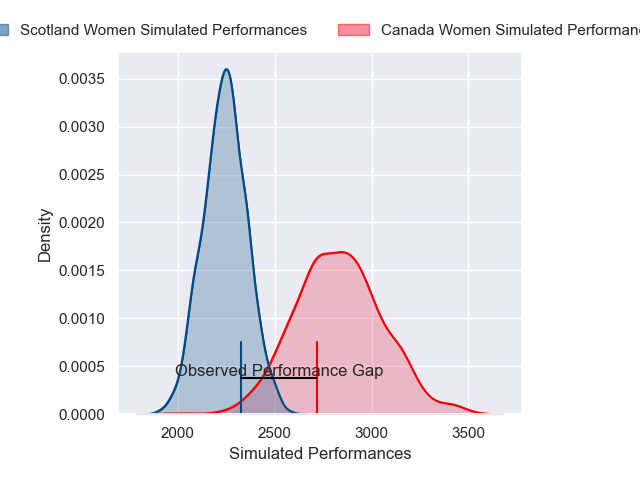 Scotland Women Simulated Performances
Canada Women Simulated
0.0035
0.0030
0.0025
0.0020
0.0015
0.0010
0.0005
0.0000
Density
Observed Performance Gap
2000 2500 3000 3500
Simulated Performances